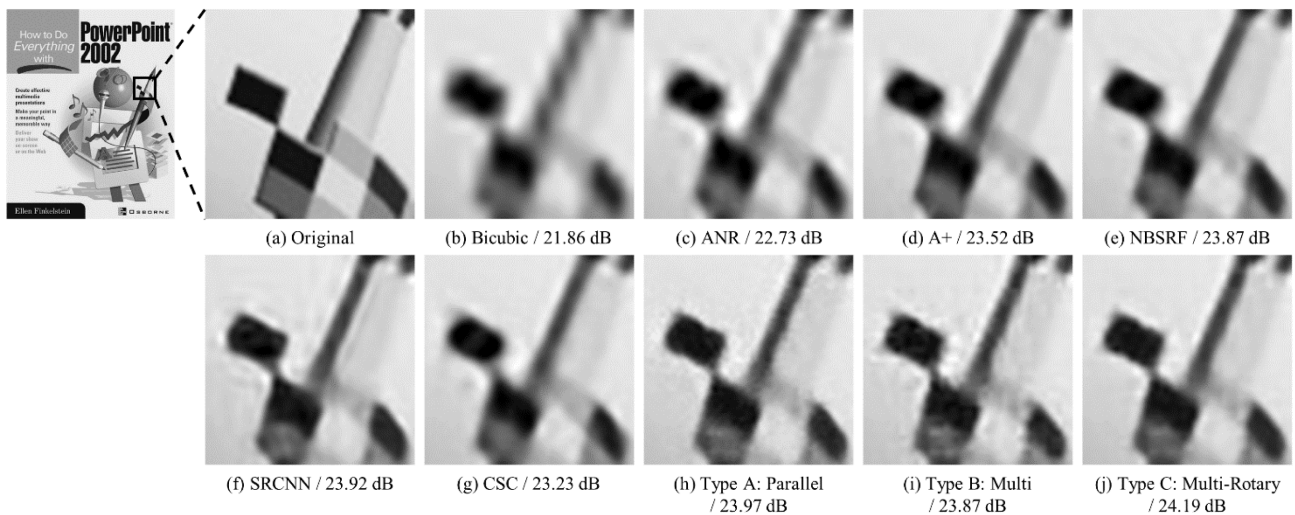 How to Do
Everything
with
PowerPoint
2002
Create effective
multimedia
presentations
Make your point in
a meaningful,
memorable way
Deliver
your show
on screen
or on the Web
Ellen Finkelstein
OSBORNE
(a) Original
(b) Bicubic / 21.86 dB
(c) ANR / 22.73 dB
(d) A+ / 23.52 dB
(e) NBSRF / 23.87 dB
(f) SRCNN / 23.92 dB
(g) CSC / 23.23 dB
(h) Type A: Parallel
/ 23.97 dB
(i) Type B: Multi
/ 23.87 dB
(j) Type C: Multi-Rotary
/ 24.19 dB